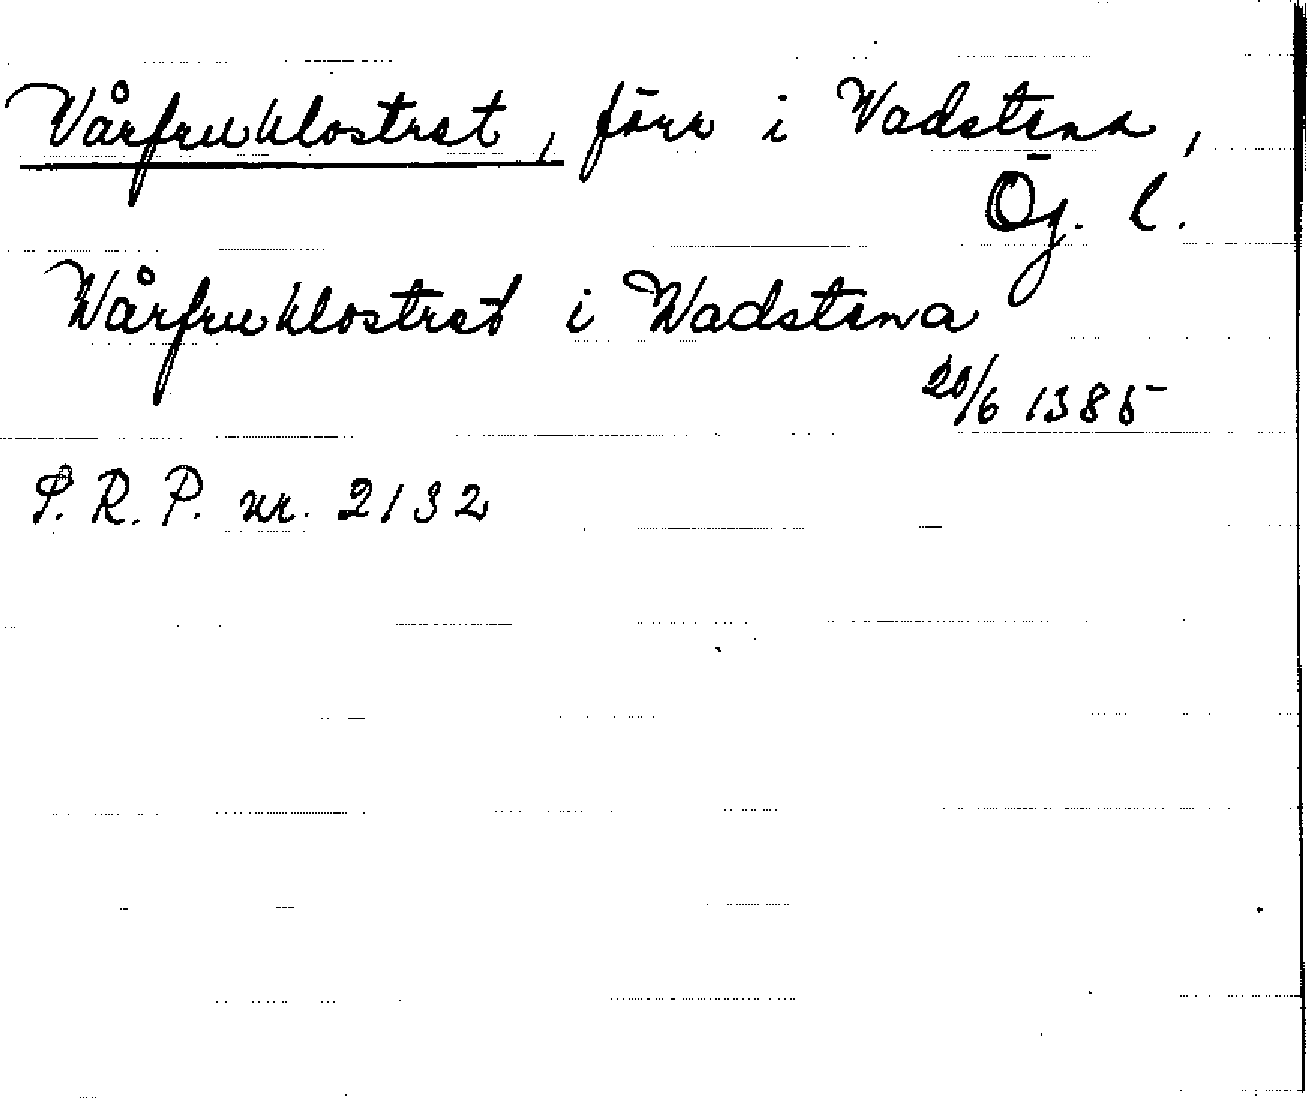 Vårfruklostret, förr i Vadstena,
Ög. l.
Wårfruklostret i Wadstena
20/6 1385
S.R.P. nr. 2132